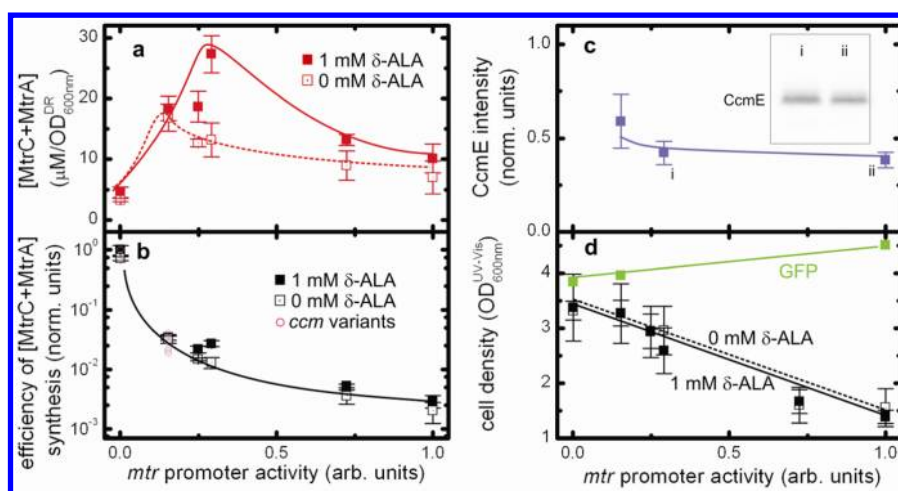 a
[MtrC+MtrA]
(μM/OD600nm^DR)
30
20
10
0
1 mM δ-ALA
0 mM δ-ALA
b
efficiency of [MtrC+MtrA]
synthesis (norm. units)
10^0
10^-1
10^-2
10^-3
1 mM δ-ALA
0 mM δ-ALA
ccm variants
0.0 0.5 1.0
mtr promoter activity (arb. units)
c
CcmE intensity
(norm. units)
1.0
0.5
0.0
i ii
CcmE
i
ii
d
cell density (OD600nm^UV-Vis)
4
3
2
1
GFP
0 mM δ-ALA
1 mM δ-ALA
0.0 0.5 1.0
mtr promoter activity (arb. units)